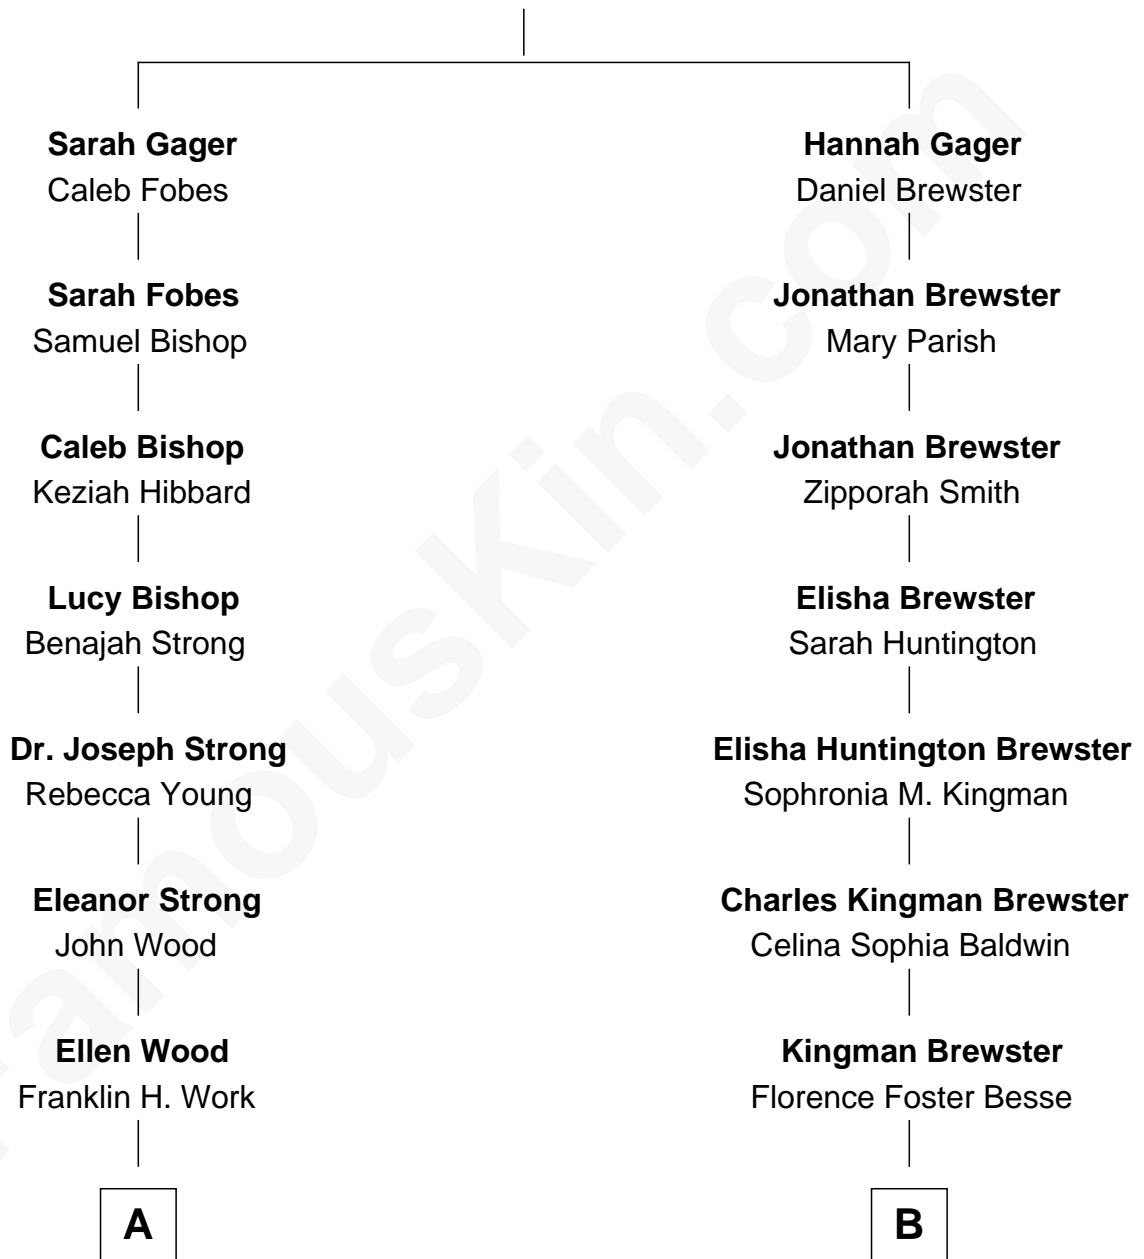 Sarah Gager
Caleb Fobes
Sarah Fobes
Samuel Bishop
Caleb Bishop
Keziah Hibbard
Lucy Bishop
Benajah Strong
Dr. Joseph Strong
Rebecca Young
Eleanor Strong
John Wood
Ellen Wood
Franklin H. Work
A
Hannah Gager
Daniel Brewster
Jonathan Brewster
Mary Parish
Jonathan Brewster
Zipporah Smith
Elisha Brewster
Sarah Huntington
Elisha Huntington Brewster
Sophronia M. Kingman
Charles Kingman Brewster
Celina Sophia Baldwin
Kingman Brewster
Florence Foster Besse
B
FamousKin.com